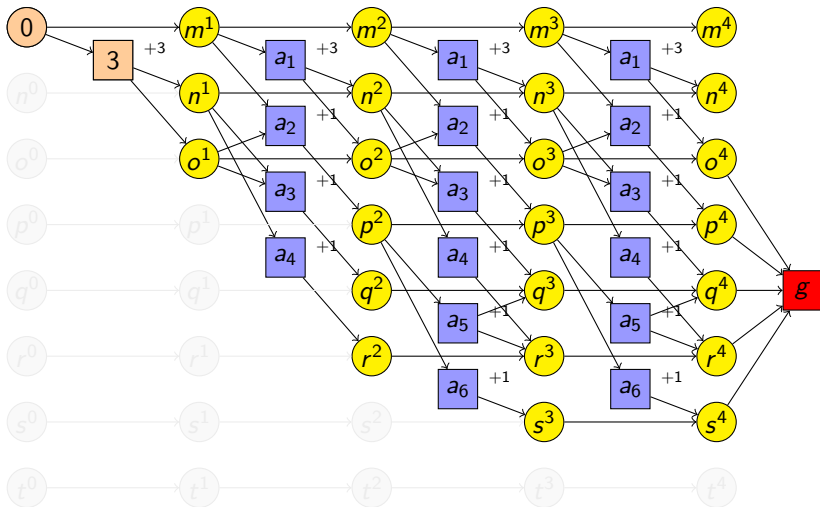 0 m¹ m² m³ m⁴
3 +3 a₁ +3 a₁ +3 a₁ +3
n⁰ n¹ n² n³ n⁴
a₂ +1 a₂ +1 a₂ +1
o⁰ o¹ o² o³ o⁴
a₃ +1 a₃ +1 a₃ +1
p⁰ p¹ p² p³ p⁴
a₄ +1 a₄ +1 a₄ +1
q⁰ q¹ q² q³ q⁴ g
a₅ +1 a₅ +1
r⁰ r¹ r² r³ r⁴
a₆ +1 a₆ +1
s⁰ s¹ s² s³ s⁴
t⁰ t¹ t² t³ t⁴